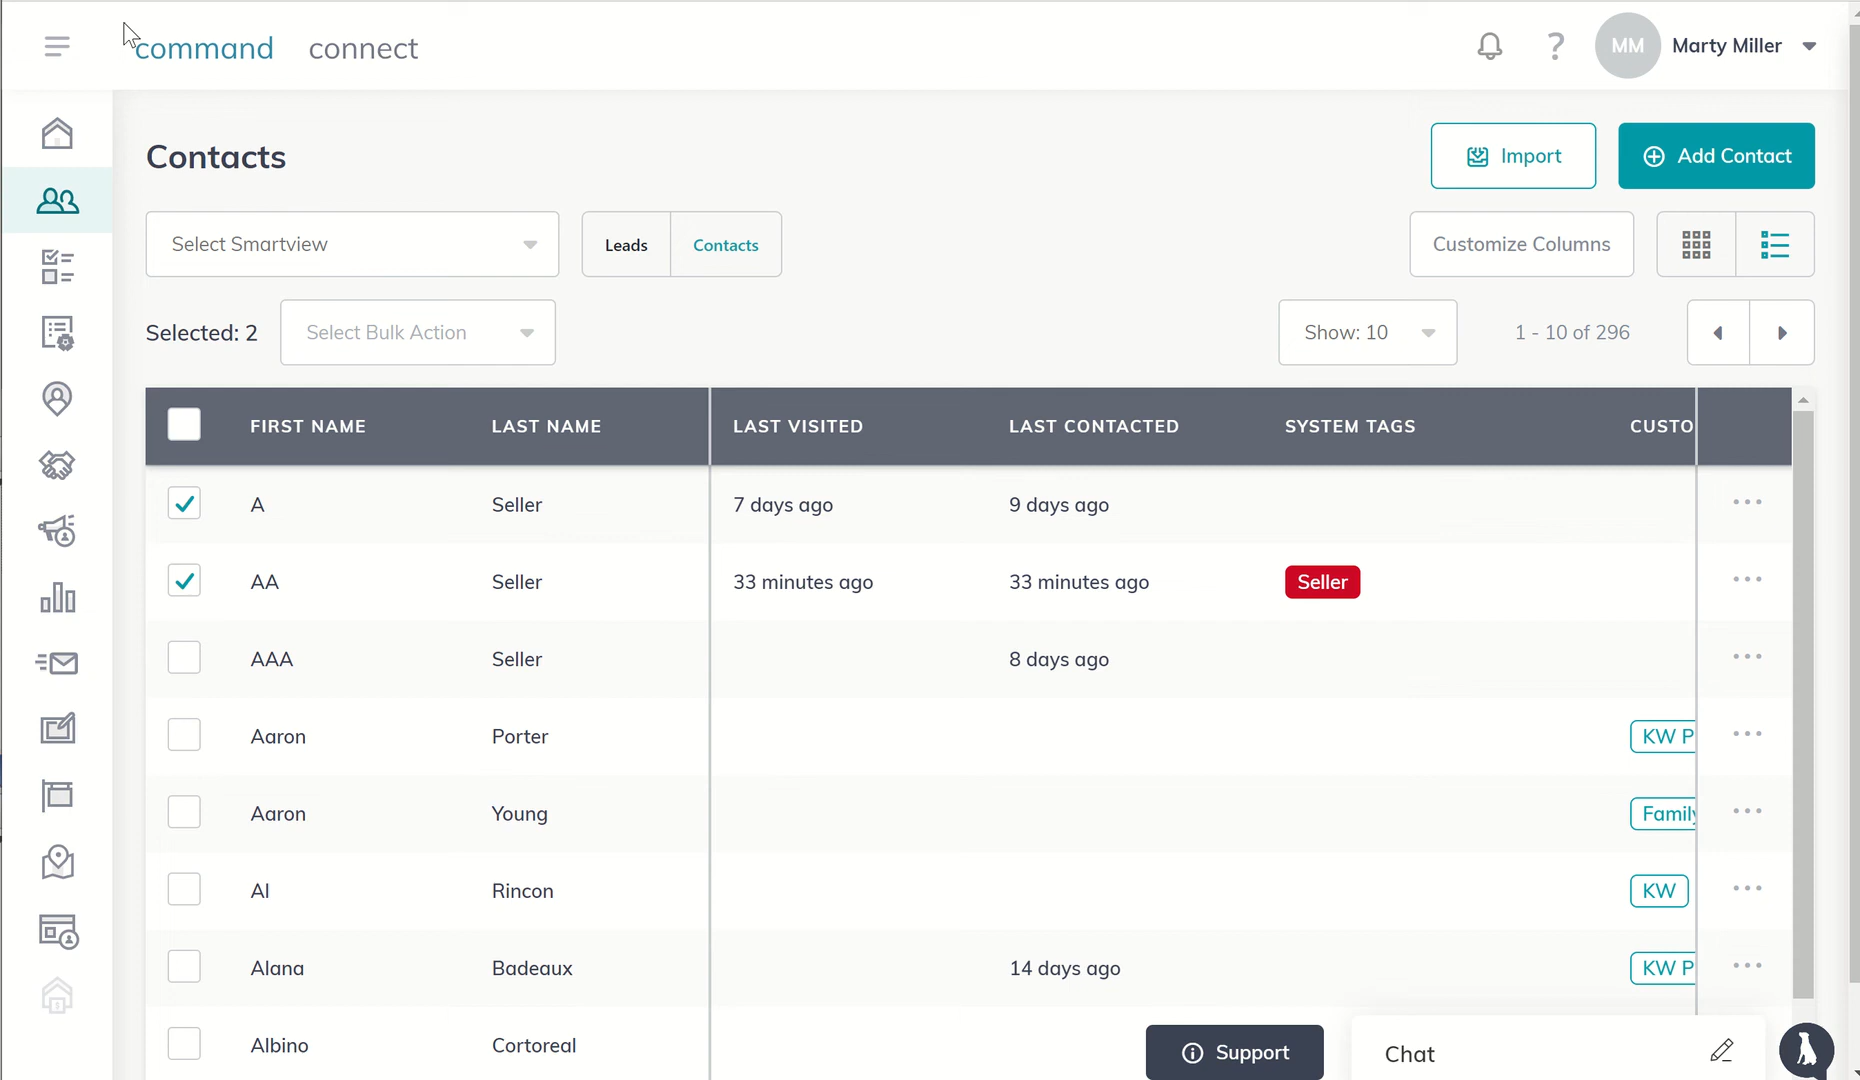 command connect ? MM Marty Miller
Contacts Import Add Contact
Select Smartview Leads Contacts Customize Columns
Selected: 2 Select Bulk Action Show: 10 1 - 10 of 296
FIRST NAME LAST NAME LAST VISITED LAST CONTACTED SYSTEM TAGS CUSTO
A Seller 7 days ago 9 days ago
AA Seller 33 minutes ago 33 minutes ago Seller
AAA Seller 8 days ago
Aaron Porter KW P
Aaron Young Family
Al Rincon KW
Alana Badeaux 14 days ago KW P
Albino Cortoreal
Support Chat